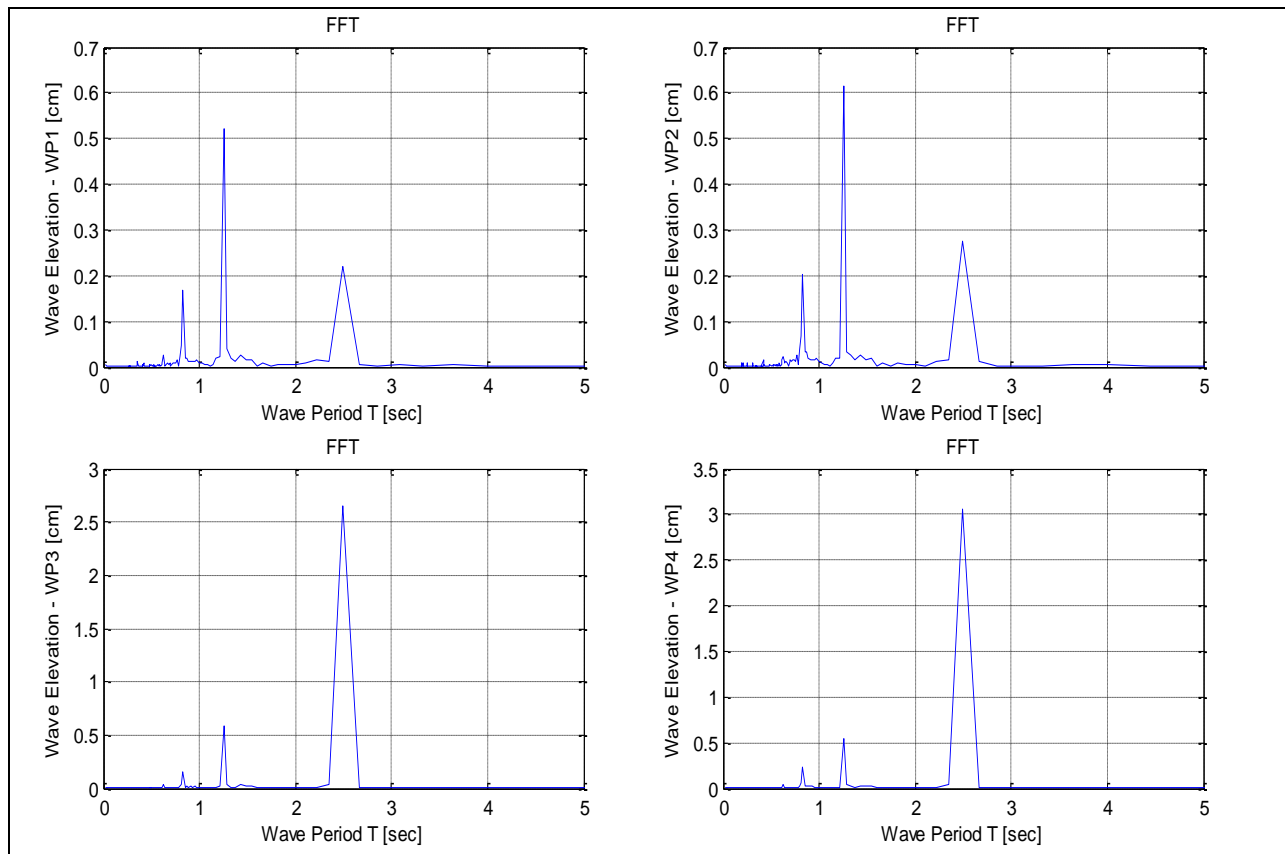 FFT
0.7
0.6
0.5
0.4
0.3
0.2
0.1
0
Wave Elevation - WP1 [cm]
0 1 2 3 4 5
Wave Period T [sec]
FFT
0.7
0.6
0.5
0.4
0.3
0.2
0.1
0
Wave Elevation - WP2 [cm]
0 1 2 3 4 5
Wave Period T [sec]
FFT
3
2.5
2
1.5
1
0.5
0
Wave Elevation - WP3 [cm]
0 1 2 3 4 5
Wave Period T [sec]
FFT
3.5
3
2.5
2
1.5
1
0.5
0
Wave Elevation - WP4 [cm]
0 1 2 3 4 5
Wave Period T [sec]